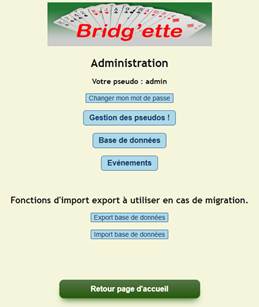 Bridg'ette
Administration
Votre pseudo : admin
Changer mon mot de passe
Gestion des pseudos !
Base de données
Evénements
Fonctions d'import export à utiliser en cas de migration.
Export base de données
Import base de données
Retour page d'accueil